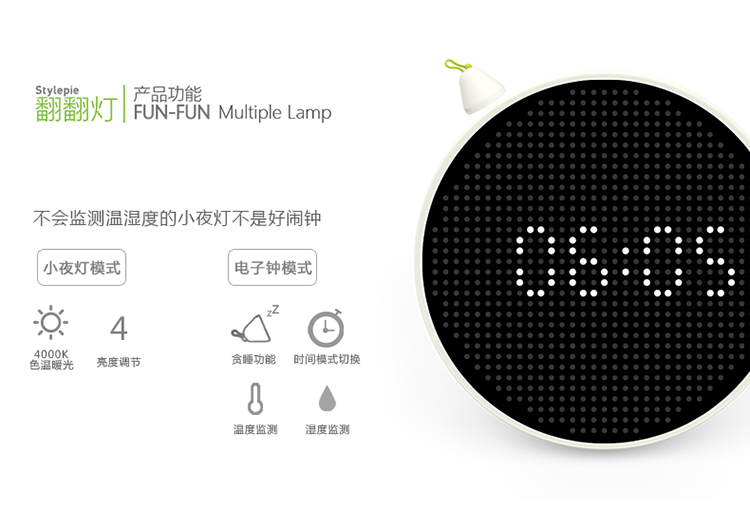 Stylepie
翻翻灯
产品功能
FUN-FUN Multiple Lamp
不会监测温湿度的小夜灯不是好闹钟
小夜灯模式
电子钟模式
4000K
色温暖光
4
亮度调节
zZ
贪睡功能
时间模式切换
温度监测
湿度监测
06:05